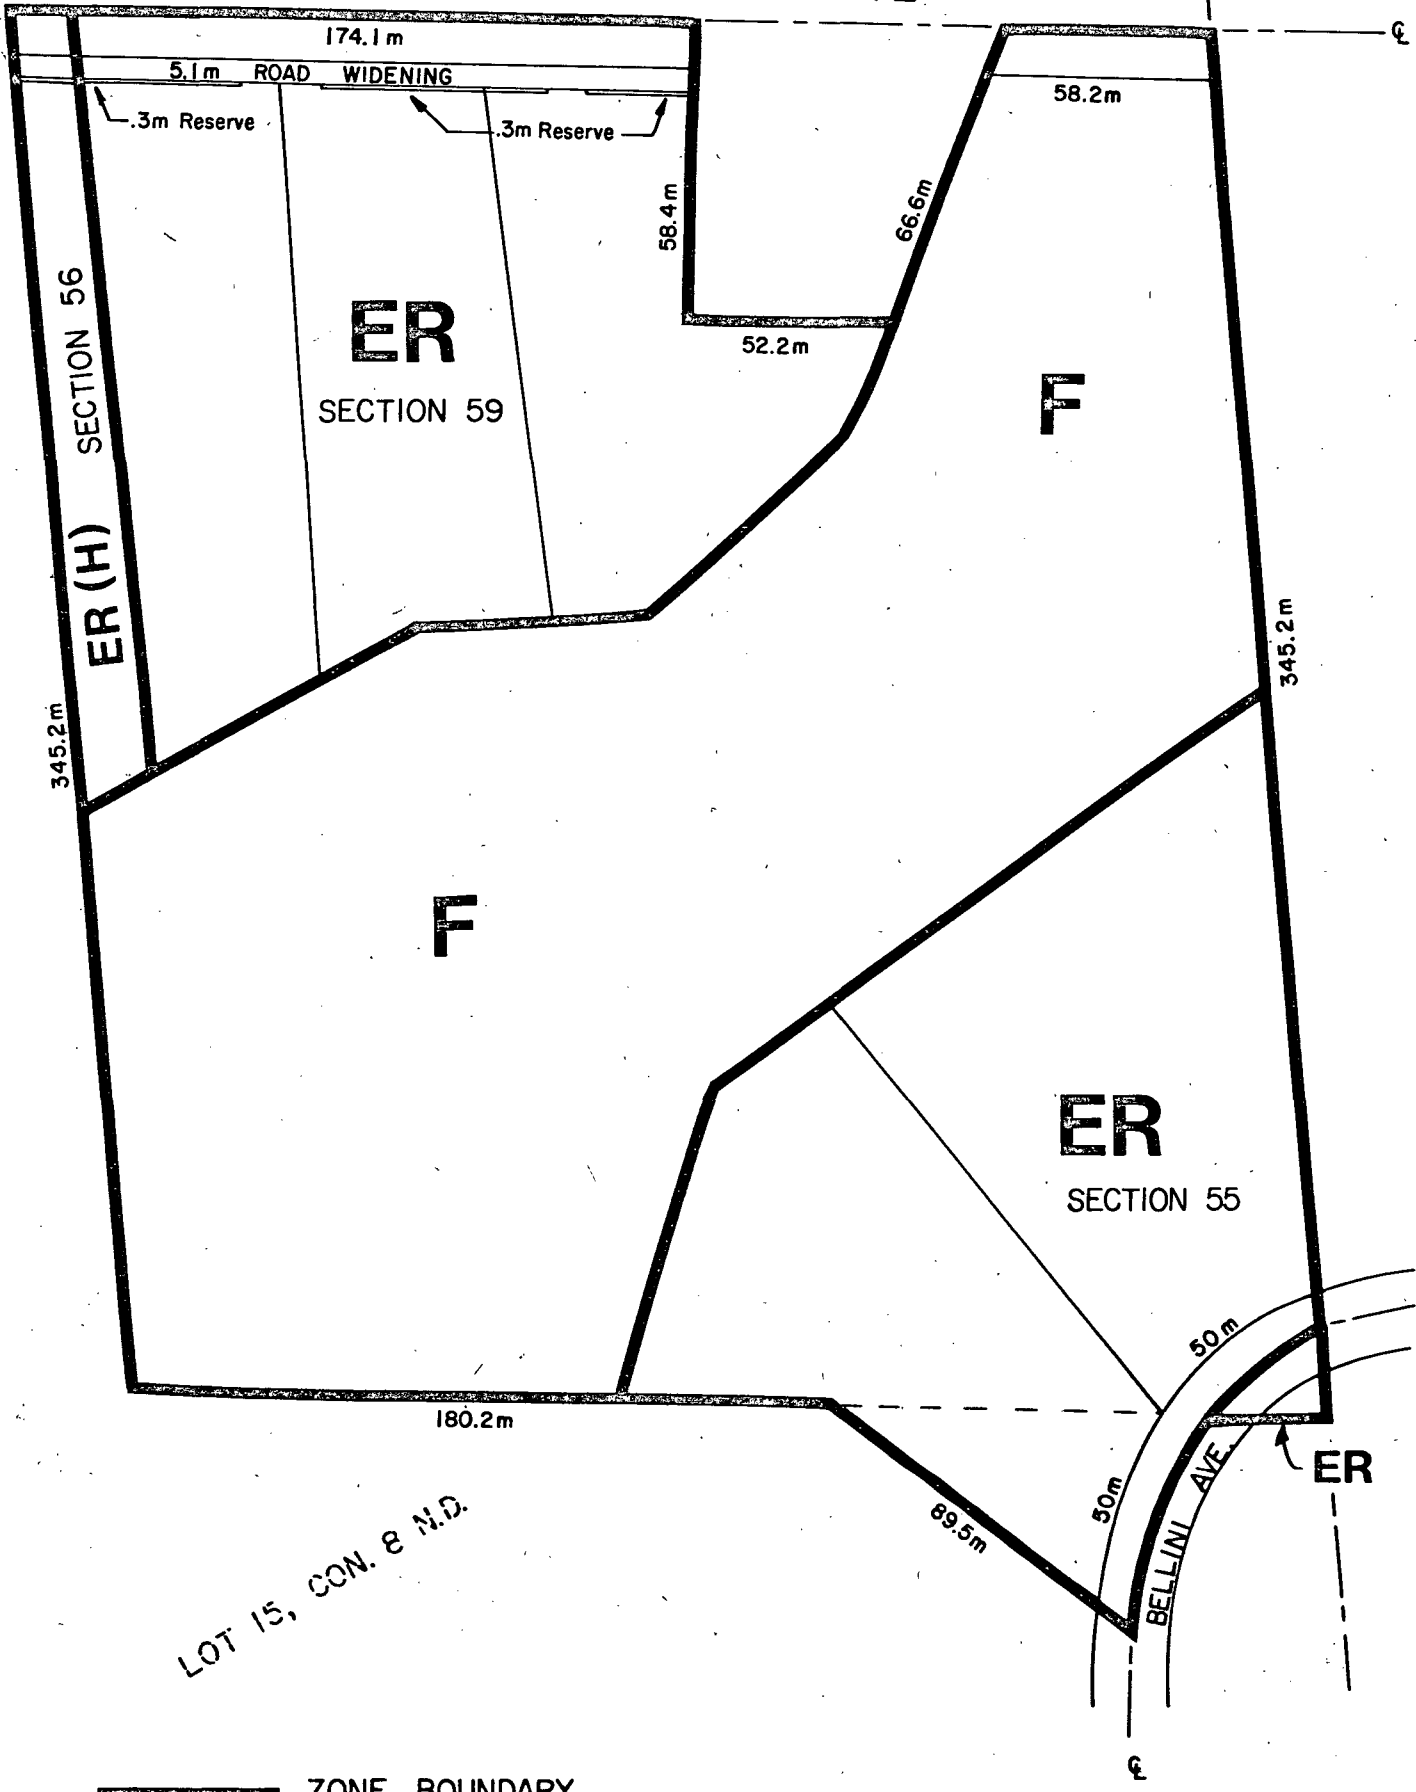 ℄
174.1m
5.1m ROAD WIDENING
.3m Reserve
.3m Reserve
58.2m
58.4m
66.6m
52.2m
SECTION 56
ER (H)
ER
SECTION 59
F
345.2m
345.2m
F
ER
SECTION 55
50m
50m
180.2m
BELLINI AVE.
ER
89.5m
LOT 15, CON. 8 N.D.
℄
ZONE BOUNDARY